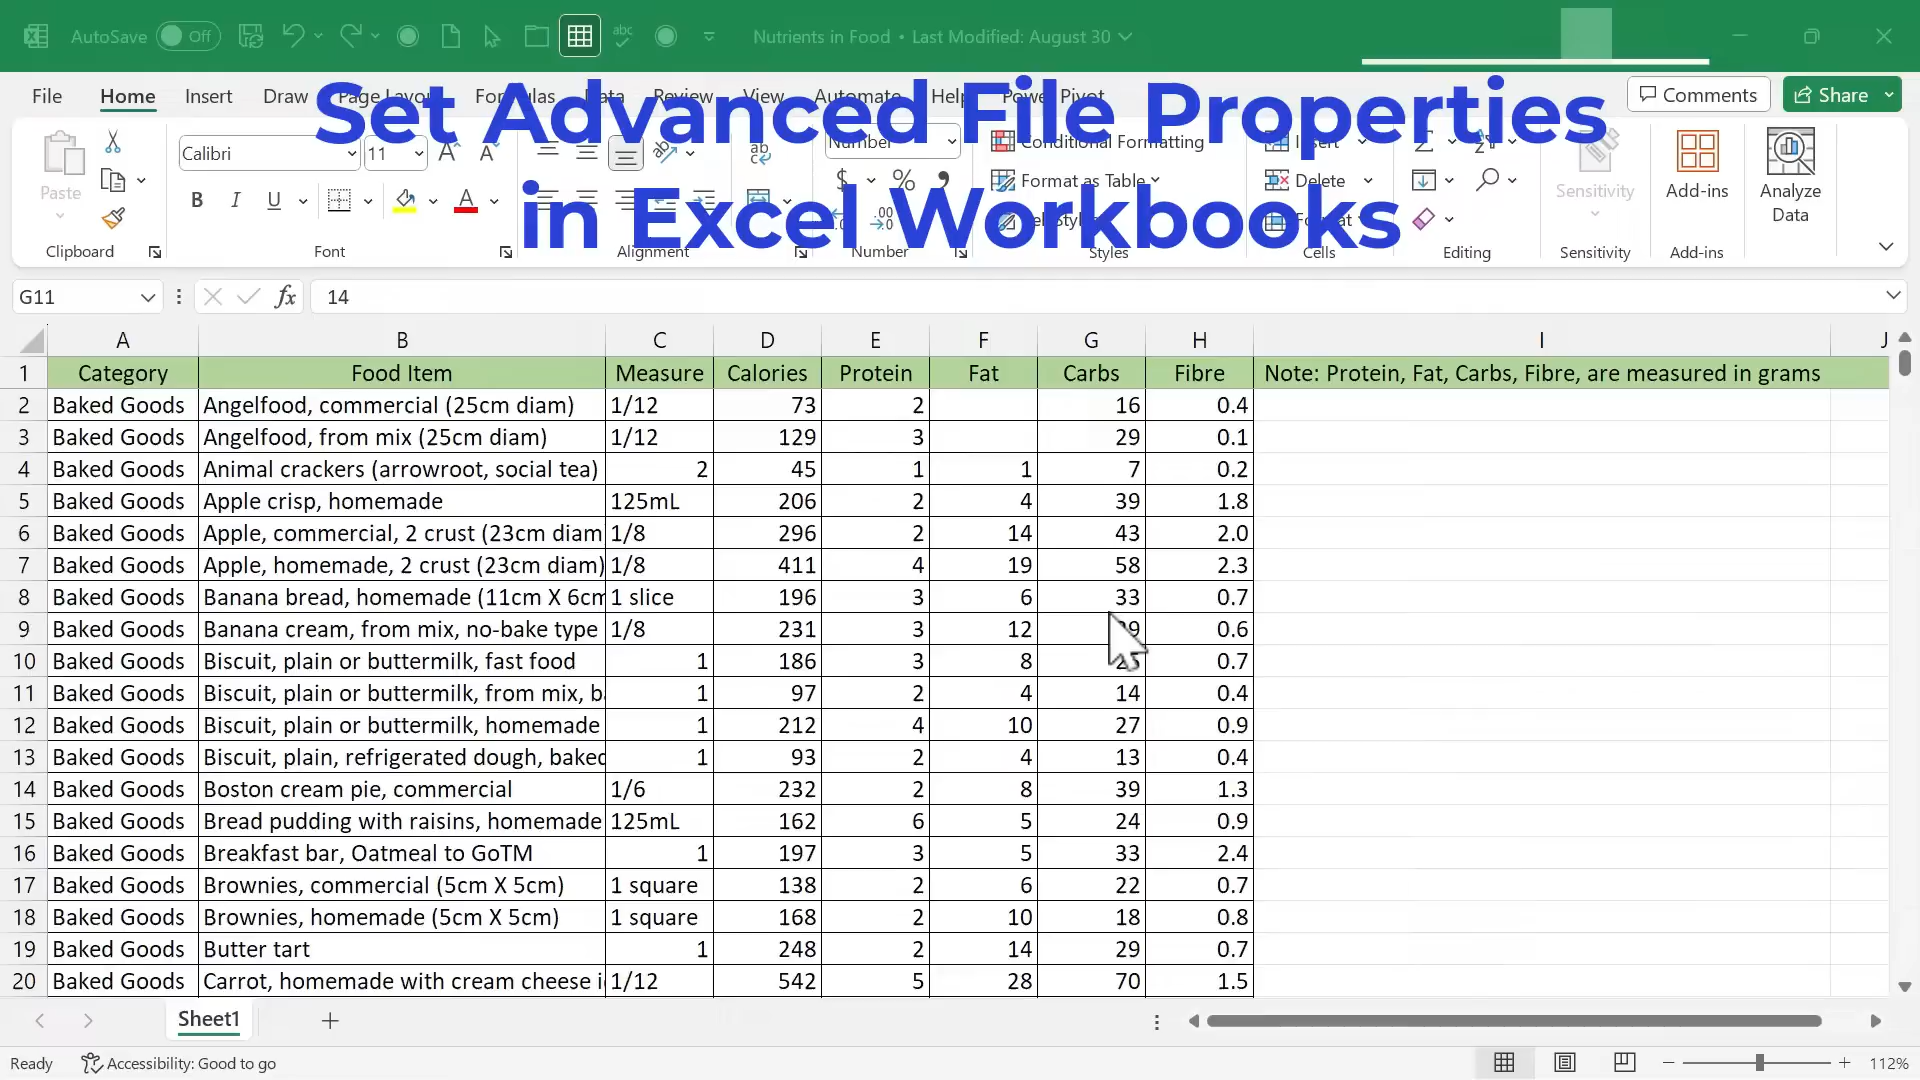 AutoSave Off abc Nutrients in Food • Last Modified: August 30
File Home Insert Draw Page Layout Formulas Data Review View Automate Help Power Pivot Comments Share
Set Advanced File Properties
in Excel Workbooks
Paste Calibri 11 A A ab Number Conditional Formatting Insert Sensitivity Add-ins Analyze Data
B I U A $ % Format as Table Delete
.00 Format
Clipboard Font Alignment Number Styles Cells Editing Sensitivity Add-ins
G11 fx 14
A B C D E F G H I J
1 Category Food Item Measure Calories Protein Fat Carbs Fibre Note: Protein, Fat, Carbs, Fibre, are measured in grams
2 Baked Goods Angelfood, commercial (25cm diam) 1/12 73 2 16 0.4
3 Baked Goods Angelfood, from mix (25cm diam) 1/12 129 3 29 0.1
4 Baked Goods Animal crackers (arrowroot, social tea) 2 45 1 1 7 0.2
5 Baked Goods Apple crisp, homemade 125mL 206 2 4 39 1.8
6 Baked Goods Apple, commercial, 2 crust (23cm diam 1/8 296 2 14 43 2.0
7 Baked Goods Apple, homemade, 2 crust (23cm diam) 1/8 411 4 19 58 2.3
8 Baked Goods Banana bread, homemade (11cm X 6cm 1 slice 196 3 6 33 0.7
9 Baked Goods Banana cream, from mix, no-bake type 1/8 231 3 12 0.6
10 Baked Goods Biscuit, plain or buttermilk, fast food 1 186 3 8 0.7
11 Baked Goods Biscuit, plain or buttermilk, from mix, b 1 97 2 4 14 0.4
12 Baked Goods Biscuit, plain or buttermilk, homemade 1 212 4 10 27 0.9
13 Baked Goods Biscuit, plain, refrigerated dough, baked 1 93 2 4 13 0.4
14 Baked Goods Boston cream pie, commercial 1/6 232 2 8 39 1.3
15 Baked Goods Bread pudding with raisins, homemade 125mL 162 6 5 24 0.9
16 Baked Goods Breakfast bar, Oatmeal to GoTM 1 197 3 5 33 2.4
17 Baked Goods Brownies, commercial (5cm X 5cm) 1 square 138 2 6 22 0.7
18 Baked Goods Brownies, homemade (5cm X 5cm) 1 square 168 2 10 18 0.8
19 Baked Goods Butter tart 1 248 2 14 29 0.7
20 Baked Goods Carrot, homemade with cream cheese i 1/12 542 5 28 70 1.5
Sheet1
Ready Accessibility: Good to go 112%